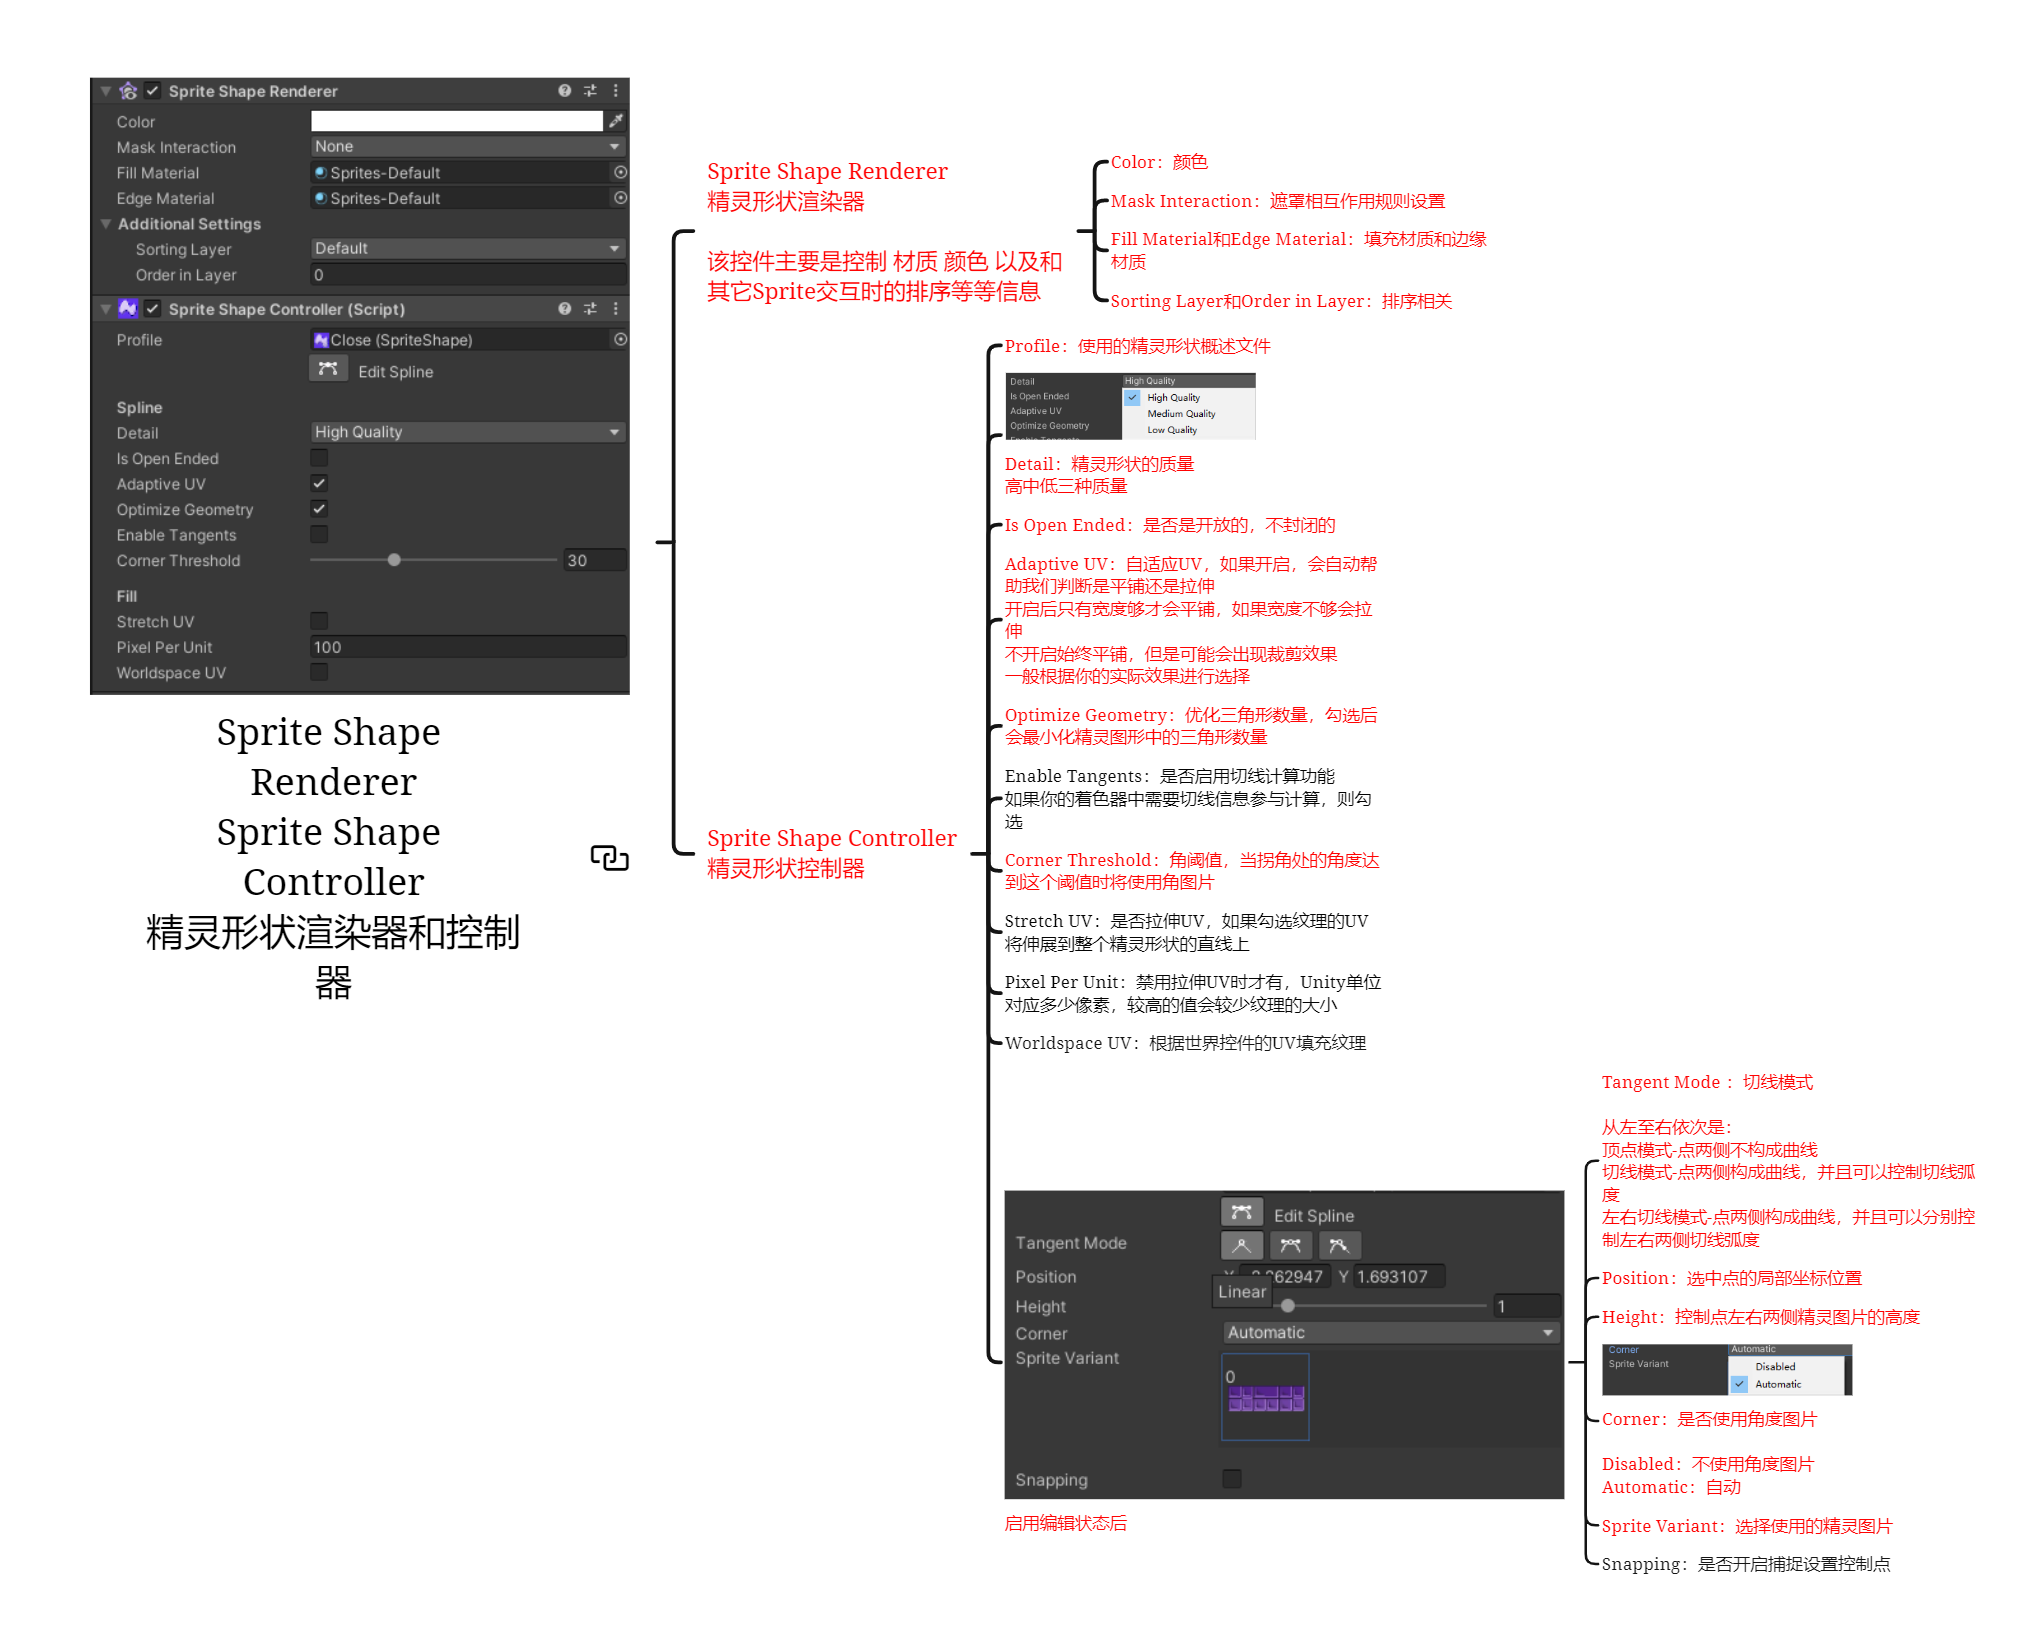 Sprite Shape Renderer
Color
Mask Interaction None
Fill Material Sprites-Default
Edge Material Sprites-Default
Additional Settings
Sorting Layer Default
Order in Layer 0
Sprite Shape Controller (Script)
Profile Close (SpriteShape)
Edit Spline
Spline
Detail High Quality
Is Open Ended
Adaptive UV
Optimize Geometry
Enable Tangents
Corner Threshold 30
Fill
Stretch UV
Pixel Per Unit 100
Worldspace UV
Sprite Shape
Renderer
Sprite Shape
Controller
精灵形状渲染器和控制
器
Sprite Shape Renderer
精灵形状渲染器
该控件主要是控制 材质 颜色 以及和
其它Sprite交互时的排序等等信息
Color：颜色
Mask Interaction：遮罩相互作用规则设置
Fill Material和Edge Material：填充材质和边缘
材质
Sorting Layer和Order in Layer：排序相关
Sprite Shape Controller
精灵形状控制器
Profile：使用的精灵形状概述文件
Detail High Quality
Is Open Ended High Quality
Adaptive UV Medium Quality
Optimize Geometry Low Quality
Enable Tangents
Detail：精灵形状的质量
高中低三种质量
Is Open Ended：是否是开放的，不封闭的
Adaptive UV：自适应UV，如果开启，会自动帮
助我们判断是平铺还是拉伸
开启后只有宽度够才会平铺，如果宽度不够会拉
伸
不开启始终平铺，但是可能会出现裁剪效果
一般根据你的实际效果进行选择
Optimize Geometry：优化三角形数量，勾选后
会最小化精灵图形中的三角形数量
Enable Tangents：是否启用切线计算功能
如果你的着色器中需要切线信息参与计算，则勾
选
Corner Threshold：角阈值，当拐角处的角度达
到这个阈值时将使用角图片
Stretch UV：是否拉伸UV，如果勾选纹理的UV
将伸展到整个精灵形状的直线上
Pixel Per Unit：禁用拉伸UV时才有，Unity单位
对应多少像素，较高的值会较少纹理的大小
Worldspace UV：根据世界控件的UV填充纹理
Edit Spline
Tangent Mode
Position 62947 Y 1.693107
Linear
Height 1
Corner Automatic
Sprite Variant
0
Snapping
启用编辑状态后
Tangent Mode ：切线模式
从左至右依次是：
顶点模式-点两侧不构成曲线
切线模式-点两侧构成曲线，并且可以控制切线弧
度
左右切线模式-点两侧构成曲线，并且可以分别控
制左右两侧切线弧度
Position：选中点的局部坐标位置
Height：控制点左右两侧精灵图片的高度
Corner Automatic
Sprite Variant Disabled
Automatic
Corner：是否使用角度图片
Disabled：不使用角度图片
Automatic：自动
Sprite Variant：选择使用的精灵图片
Snapping：是否开启捕捉设置控制点